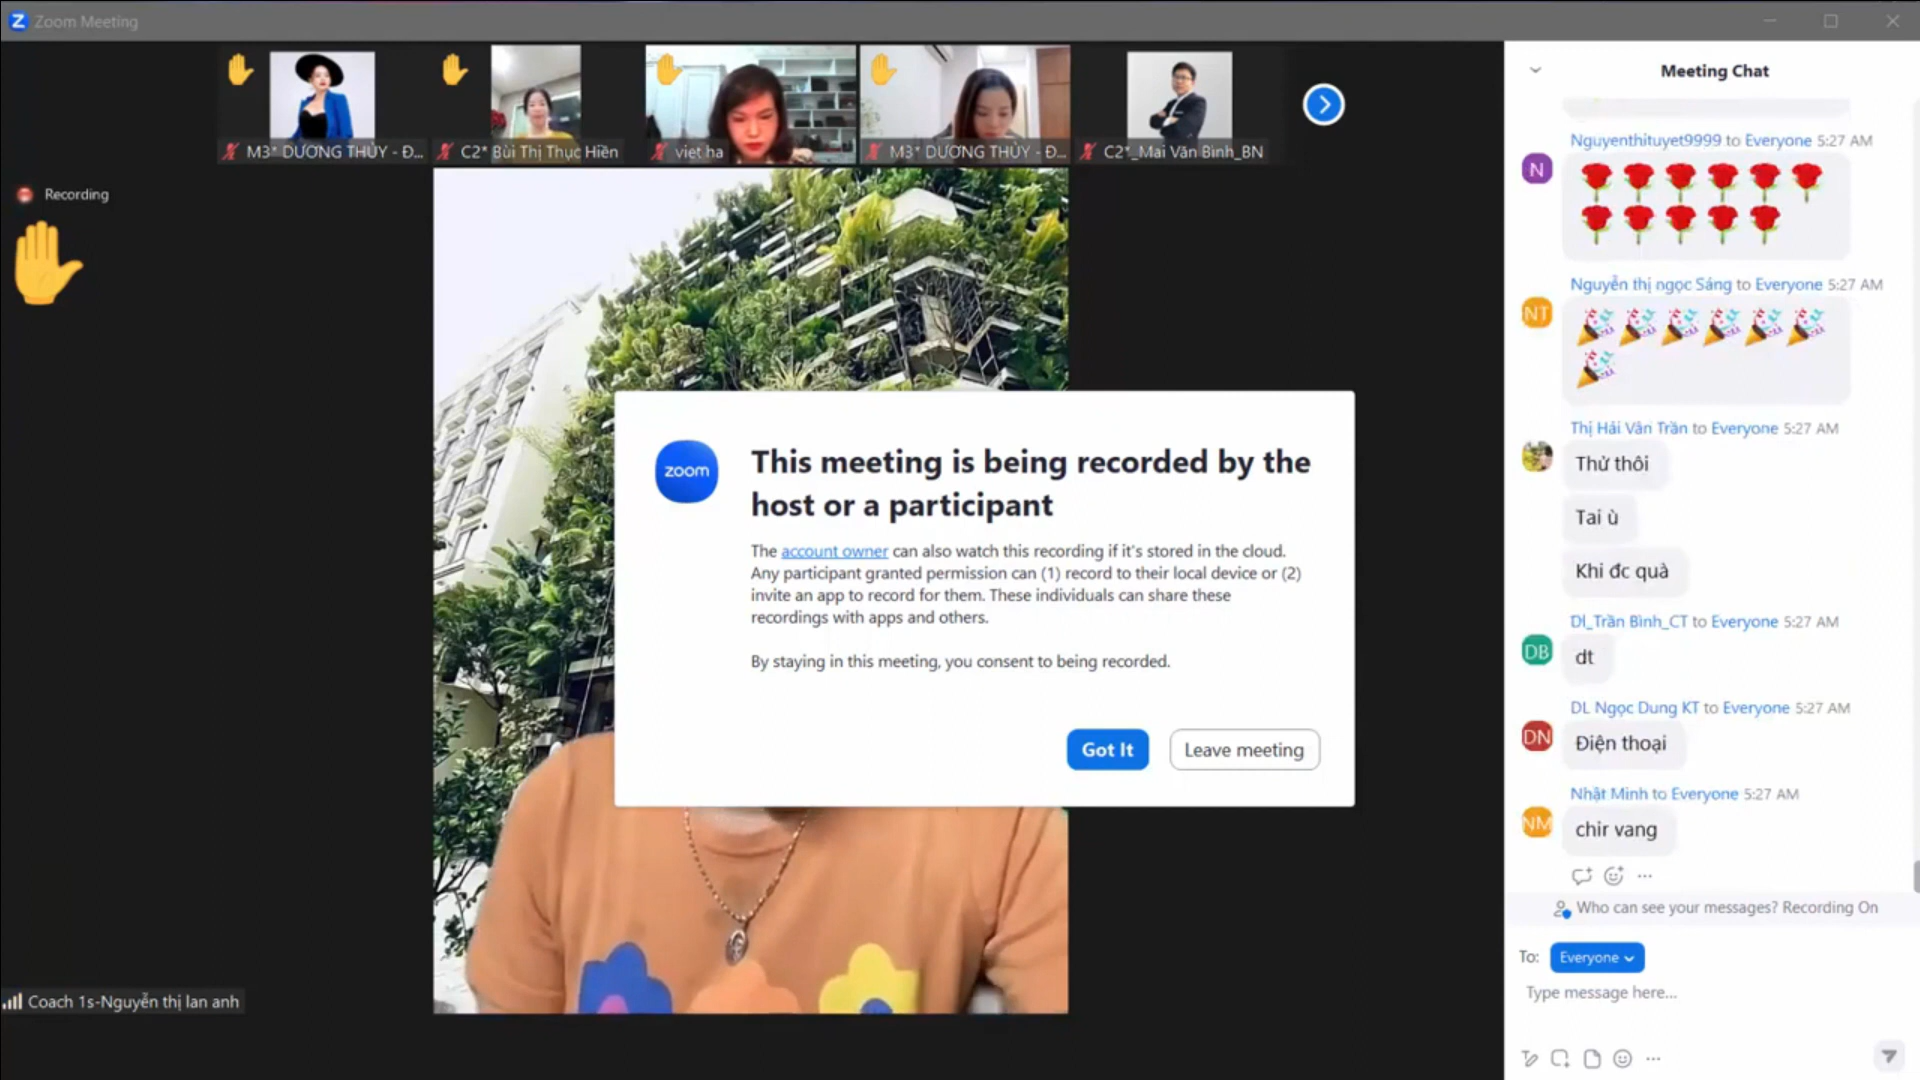 Zoom Meeting
M3* DƯƠNG THÙY - Đ...
C2* Bùi Thị Thục Hiền
viet ha
M3* DƯƠNG THÙY - Đ...
C2*_Mai Văn Bình_BN
Recording
zoom
This meeting is being recorded by the
host or a participant
The account owner can also watch this recording if it's stored in the cloud.
Any participant granted permission can (1) record to their local device or (2)
invite an app to record for them. These individuals can share these
recordings with apps and others.
By staying in this meeting, you consent to being recorded.
Got It
Leave meeting
Coach 1s-Nguyễn thị lan anh
Meeting Chat
Nguyenthituyet9999 to Everyone 5:27 AM
N
Nguyễn thị ngọc Sáng to Everyone 5:27 AM
NT
Thị Hải Vân Trần to Everyone 5:27 AM
Thử thôi
Tai ù
Khi đc quà
Dl_Trần Bình_CT to Everyone 5:27 AM
DB
dt
DL Ngọc Dung KT to Everyone 5:27 AM
DN
Điện thoại
Nhật Minh to Everyone 5:27 AM
NM
chir vang
Who can see your messages? Recording On
To: Everyone
Type message here...